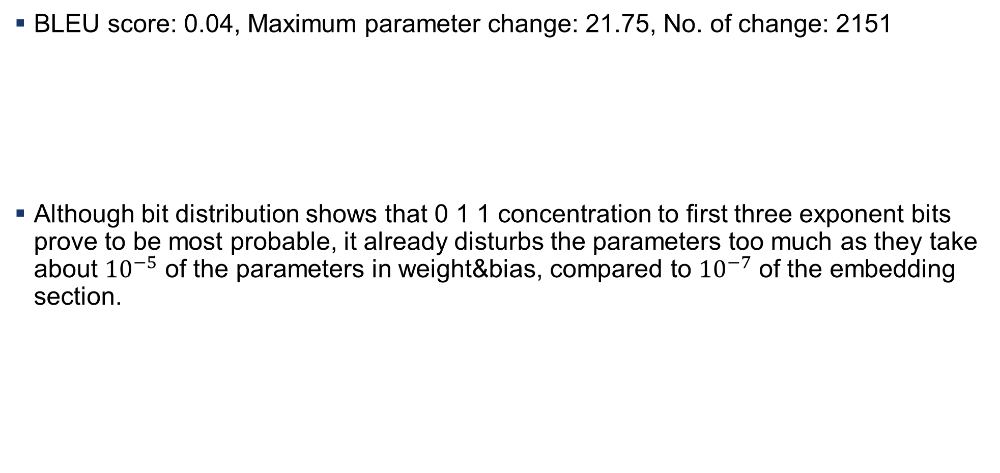 ▪ BLEU score: 0.04, Maximum parameter change: 21.75, No. of change: 2151
▪ Although bit distribution shows that 0 1 1 concentration to first three exponent bits
prove to be most probable, it already disturbs the parameters too much as they take
about 10⁻⁵ of the parameters in weight&bias, compared to 10⁻⁷ of the embedding
section.